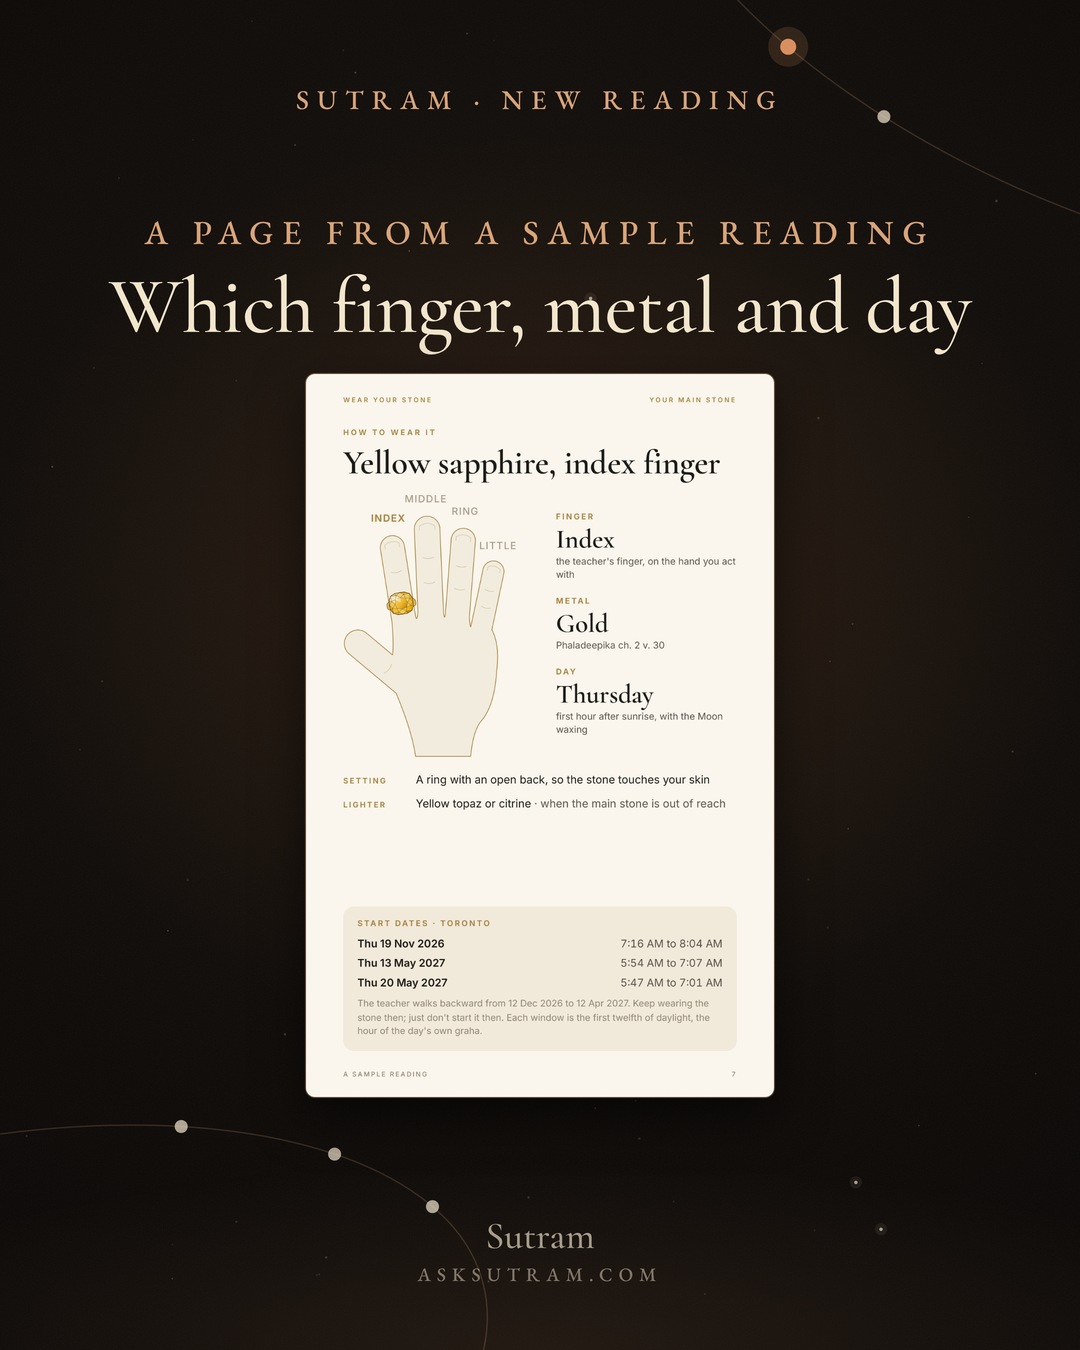 SUTRAM · NEW READING
A PAGE FROM A SAMPLE READING
Which finger, metal and day
WEAR YOUR STONE
YOUR MAIN STONE
HOW TO WEAR IT
Yellow sapphire, index finger
MIDDLE
RING
INDEX
LITTLE
FINGER
Index
the teacher's finger, on the hand you act
with
METAL
Gold
Phaladeepika ch. 2 v. 30
DAY
Thursday
first hour after sunrise, with the Moon
waxing
SETTING A ring with an open back, so the stone touches your skin
LIGHTER Yellow topaz or citrine · when the main stone is out of reach
START DATES · TORONTO
Thu 19 Nov 2026 7:16 AM to 8:04 AM
Thu 13 May 2027 5:54 AM to 7:07 AM
Thu 20 May 2027 5:47 AM to 7:01 AM
The teacher walks backward from 12 Dec 2026 to 12 Apr 2027. Keep wearing the
stone then; just don't start it then. Each window is the first twelfth of daylight, the
hour of the day's own graha.
A SAMPLE READING 7
Sutram
ASKSUTRAM.COM